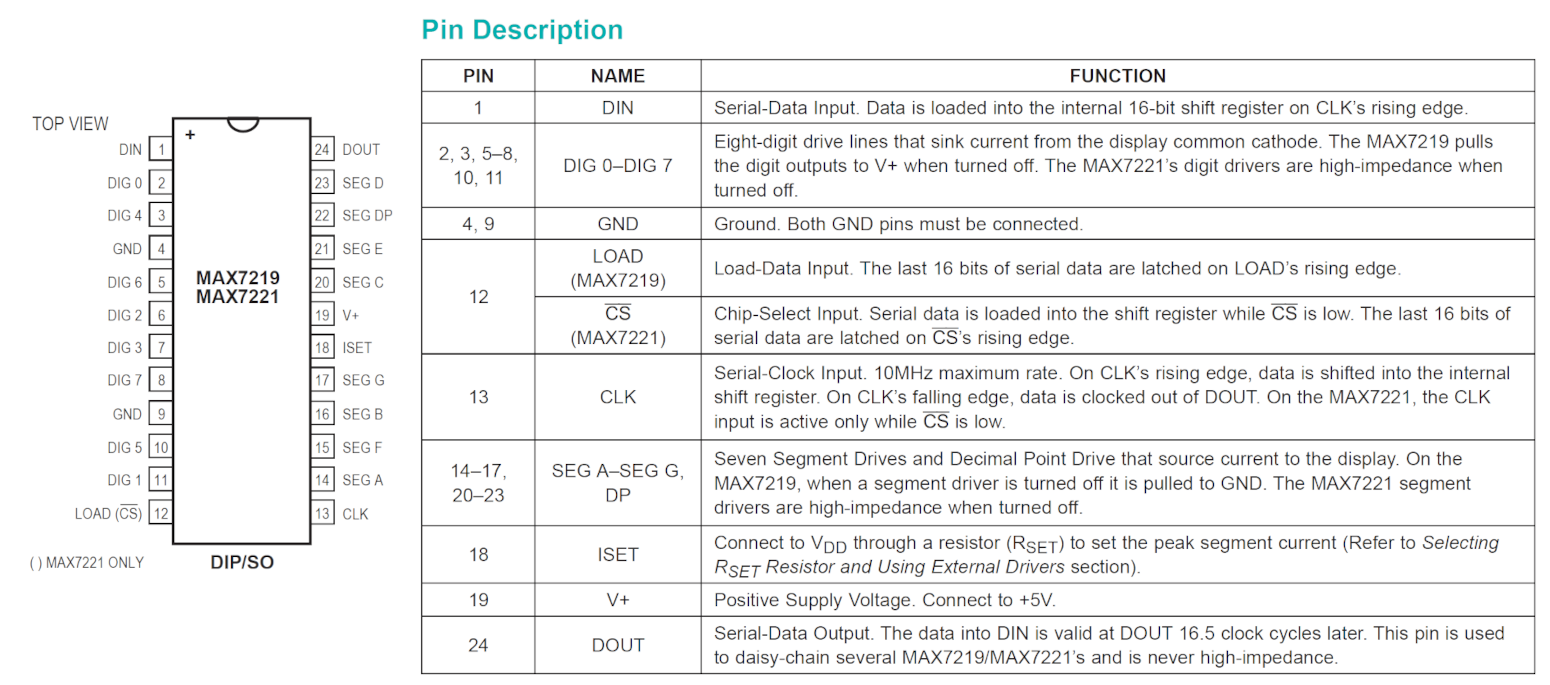 Pin Description
TOP VIEW
DIN 1
DIG 0 2
DIG 4 3
GND 4
DIG 6 5
DIG 2 6
DIG 3 7
DIG 7 8
GND 9
DIG 5 10
DIG 1 11
LOAD (C̅S̅) 12
+
MAX7219
MAX7221
24 DOUT
23 SEG D
22 SEG DP
21 SEG E
20 SEG C
19 V+
18 ISET
17 SEG G
16 SEG B
15 SEG F
14 SEG A
13 CLK
( ) MAX7221 ONLY
DIP/SO
PIN NAME FUNCTION
1 DIN Serial-Data Input. Data is loaded into the internal 16-bit shift register on CLK’s rising edge.
2, 3, 5–8,
10, 11
DIG 0–DIG 7
Eight-digit drive lines that sink current from the display common cathode. The MAX7219 pulls
the digit outputs to V+ when turned off. The MAX7221’s digit drivers are high-impedance when
turned off.
4, 9 GND Ground. Both GND pins must be connected.
12
LOAD
(MAX7219)
Load-Data Input. The last 16 bits of serial data are latched on LOAD’s rising edge.
C̅S̅
(MAX7221)
Chip-Select Input. Serial data is loaded into the shift register while C̅S̅ is low. The last 16 bits of
serial data are latched on C̅S̅’s rising edge.
13 CLK
Serial-Clock Input. 10MHz maximum rate. On CLK’s rising edge, data is shifted into the internal
shift register. On CLK’s falling edge, data is clocked out of DOUT. On the MAX7221, the CLK
input is active only while C̅S̅ is low.
14–17,
20–23
SEG A–SEG G,
DP
Seven Segment Drives and Decimal Point Drive that source current to the display. On the
MAX7219, when a segment driver is turned off it is pulled to GND. The MAX7221 segment
drivers are high-impedance when turned off.
18 ISET
Connect to VDD through a resistor (RSET) to set the peak segment current (Refer to Selecting
RSET Resistor and Using External Drivers section).
19 V+ Positive Supply Voltage. Connect to +5V.
24 DOUT
Serial-Data Output. The data into DIN is valid at DOUT 16.5 clock cycles later. This pin is used
to daisy-chain several MAX7219/MAX7221’s and is never high-impedance.